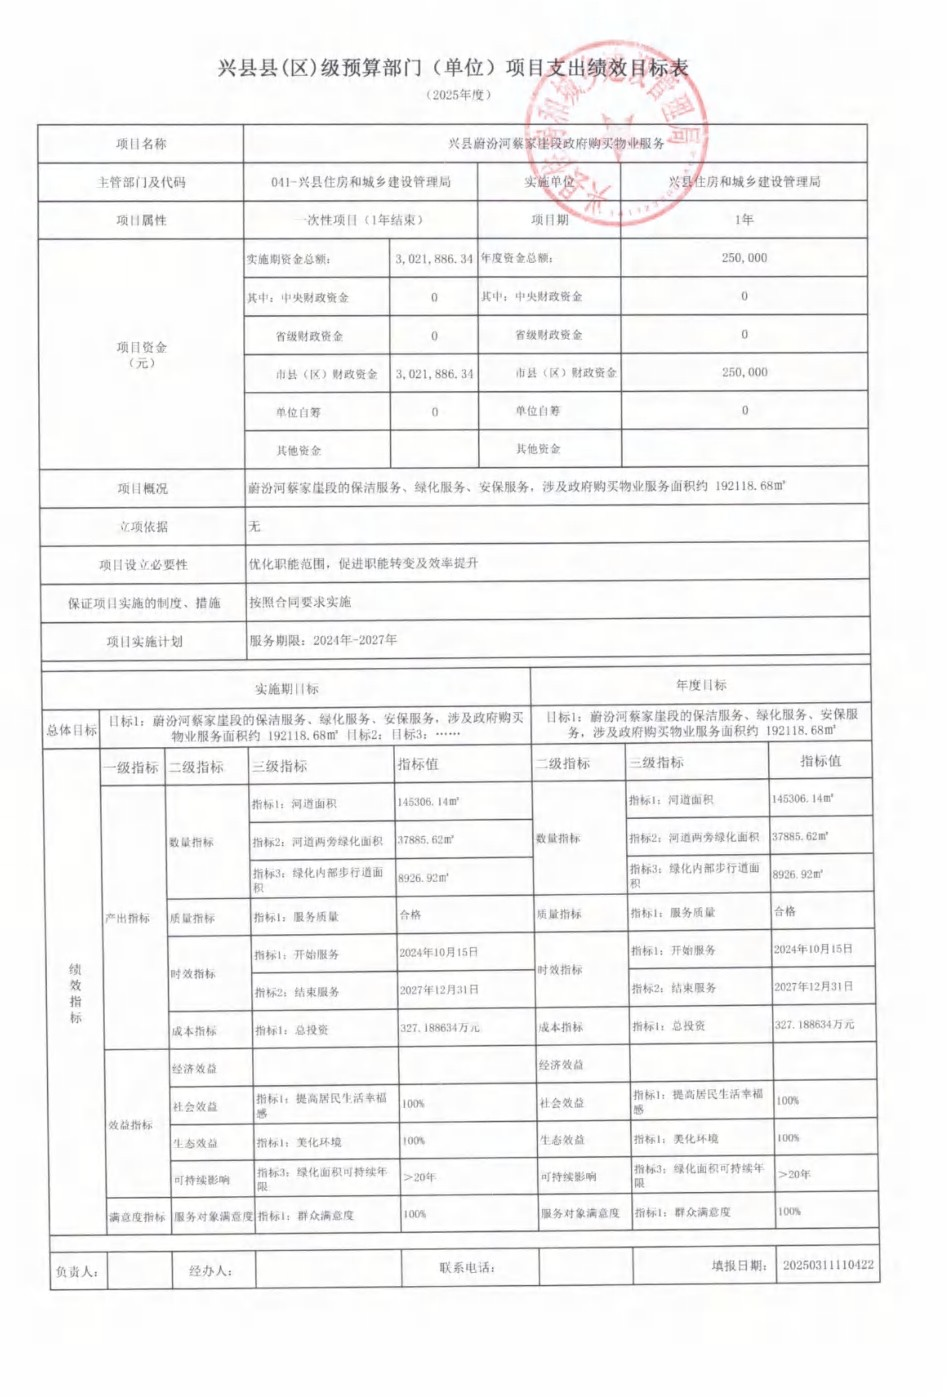 兴县县(区)级预算部门（单位）项目支出绩效目标表
（2025年度）
项目名称 兴县蔚汾河蔡家崖段政府购买物业服务
主管部门及代码 041-兴县住房和城乡建设管理局 实施单位 兴县住房和城乡建设管理局
项目属性 一次性项目（1年结束） 项目期 1年
项目资金
（元）
实施期资金总额： 3,021,886.34 年度资金总额： 250,000
其中：中央财政资金 0 其中：中央财政资金 0
省级财政资金 0 省级财政资金 0
市县（区）财政资金 3,021,886.34 市县（区）财政资金 250,000
单位自筹 0 单位自筹 0
其他资金 其他资金
项目概况 蔚汾河蔡家崖段的保洁服务、绿化服务、安保服务，涉及政府购买物业服务面积约 192118.68㎡
立项依据 无
项目设立必要性 优化职能范围，促进职能转变及效率提升
保证项目实施的制度、措施 按照合同要求实施
项目实施计划 服务期限：2024年-2027年
实施期目标 年度目标
总体目标
目标1：蔚汾河蔡家崖段的保洁服务、绿化服务、安保服务，涉及政府购买
物业服务面积约 192118.68㎡ 目标2：目标3：……
目标1：蔚汾河蔡家崖段的保洁服务、绿化服务、安保服
务，涉及政府购买物业服务面积约 192118.68㎡
绩效指标
一级指标 二级指标 三级指标 指标值 二级指标 三级指标 指标值
产出指标
数量指标 指标1：河道面积 145306.14㎡ 数量指标 指标1：河道面积 145306.14㎡
指标2：河道两旁绿化面积 37885.62㎡ 指标2：河道两旁绿化面积 37885.62㎡
指标3：绿化内部步行道面
积 8926.92㎡ 指标3：绿化内部步行道面
积 8926.92㎡
质量指标 指标1：服务质量 合格 质量指标 指标1：服务质量 合格
时效指标 指标1：开始服务 2024年10月15日 时效指标 指标1：开始服务 2024年10月15日
指标2：结束服务 2027年12月31日 指标2：结束服务 2027年12月31日
成本指标 指标1：总投资 327.188634万元 成本指标 指标1：总投资 327.188634万元
效益指标
经济效益 经济效益
社会效益 指标1：提高居民生活幸福
感 100% 社会效益 指标1：提高居民生活幸福
感 100%
生态效益 指标1：美化环境 100% 生态效益 指标1：美化环境 100%
可持续影响 指标3：绿化面积可持续年
限 >20年 可持续影响 指标3：绿化面积可持续年
限 >20年
满意度指标 服务对象满意度 指标1：群众满意度 100% 服务对象满意度 指标1：群众满意度 100%
负责人： 经办人： 联系电话： 填报日期： 20250311110422
兴县住房和城乡建设管理局